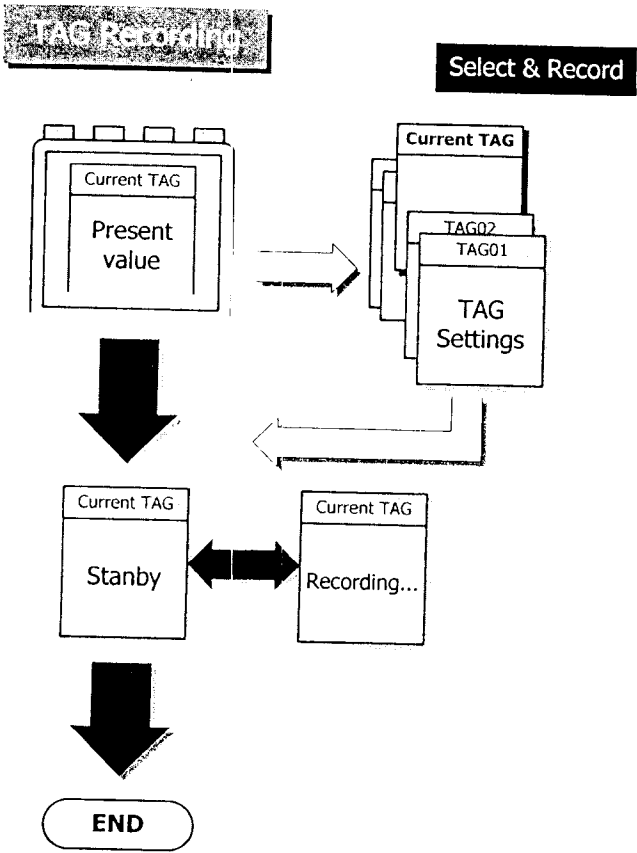 TAG Recording
Select & Record
Current TAG
Present
value
Current TAG
TAG02
TAG01
TAG
Settings
Current TAG
Stanby
Current TAG
Recording...
END